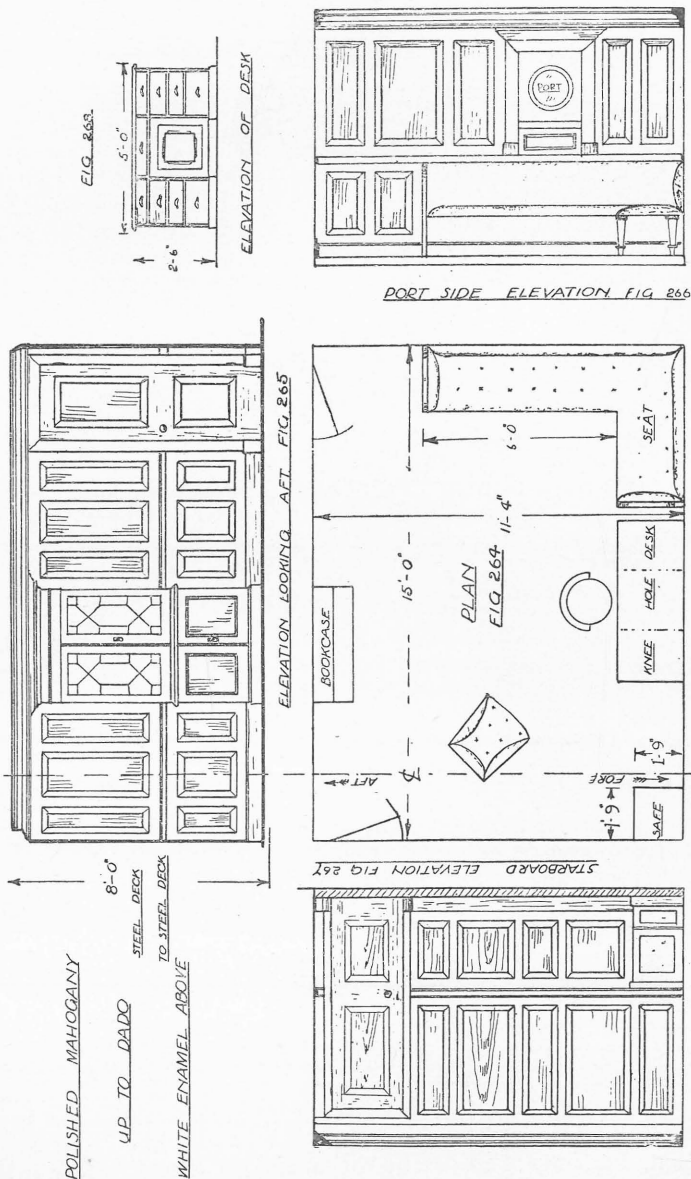 FIG 268
5'-0"
2'-6"
ELEVATION OF DESK
PORT
PORT SIDE ELEVATION. FIG 266
ELEVATION LOOKING AFT. FIG. 265
8'-0"
STEEL DECK
TO STEEL DECK
POLISHED MAHOGANY
UP TO DADO
WHITE ENAMEL ABOVE
BOOKCASE
15'-0"
PLAN
FIG 264
11'-4"
6'-0"
SEAT
KNEE HOLE DESK
AFT
FORE
1'-9"
1'-9"
SAFE
STARBOARD ELEVATION FIG 267